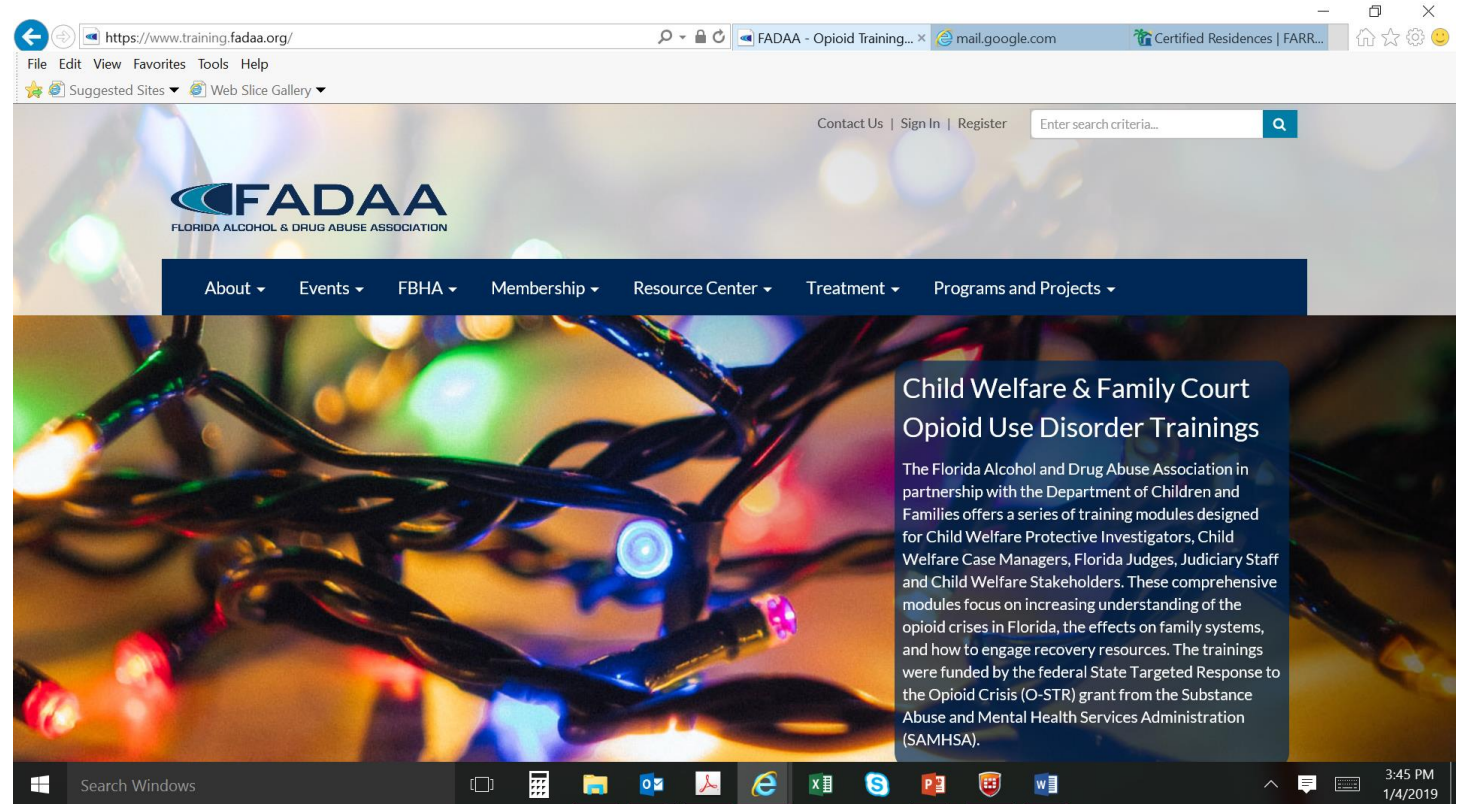 https://www.training.fadaa.org/
FADAA - Opioid Training...
mail.google.com
Certified Residences | FARR...
File Edit View Favorites Tools Help
Suggested Sites Web Slice Gallery
Contact Us | Sign In | Register
Enter search criteria...
FADAA
FLORIDA ALCOHOL & DRUG ABUSE ASSOCIATION
About Events FBHA Membership Resource Center Treatment Programs and Projects
Child Welfare & Family Court
Opioid Use Disorder Trainings
The Florida Alcohol and Drug Abuse Association in
partnership with the Department of Children and
Families offers a series of training modules designed
for Child Welfare Protective Investigators, Child
Welfare Case Managers, Florida Judges, Judiciary Staff
and Child Welfare Stakeholders. These comprehensive
modules focus on increasing understanding of the
opioid crises in Florida, the effects on family systems,
and how to engage recovery resources. The trainings
were funded by the federal State Targeted Response to
the Opioid Crisis (O-STR) grant from the Substance
Abuse and Mental Health Services Administration
(SAMHSA).
Search Windows
3:45 PM
1/4/2019